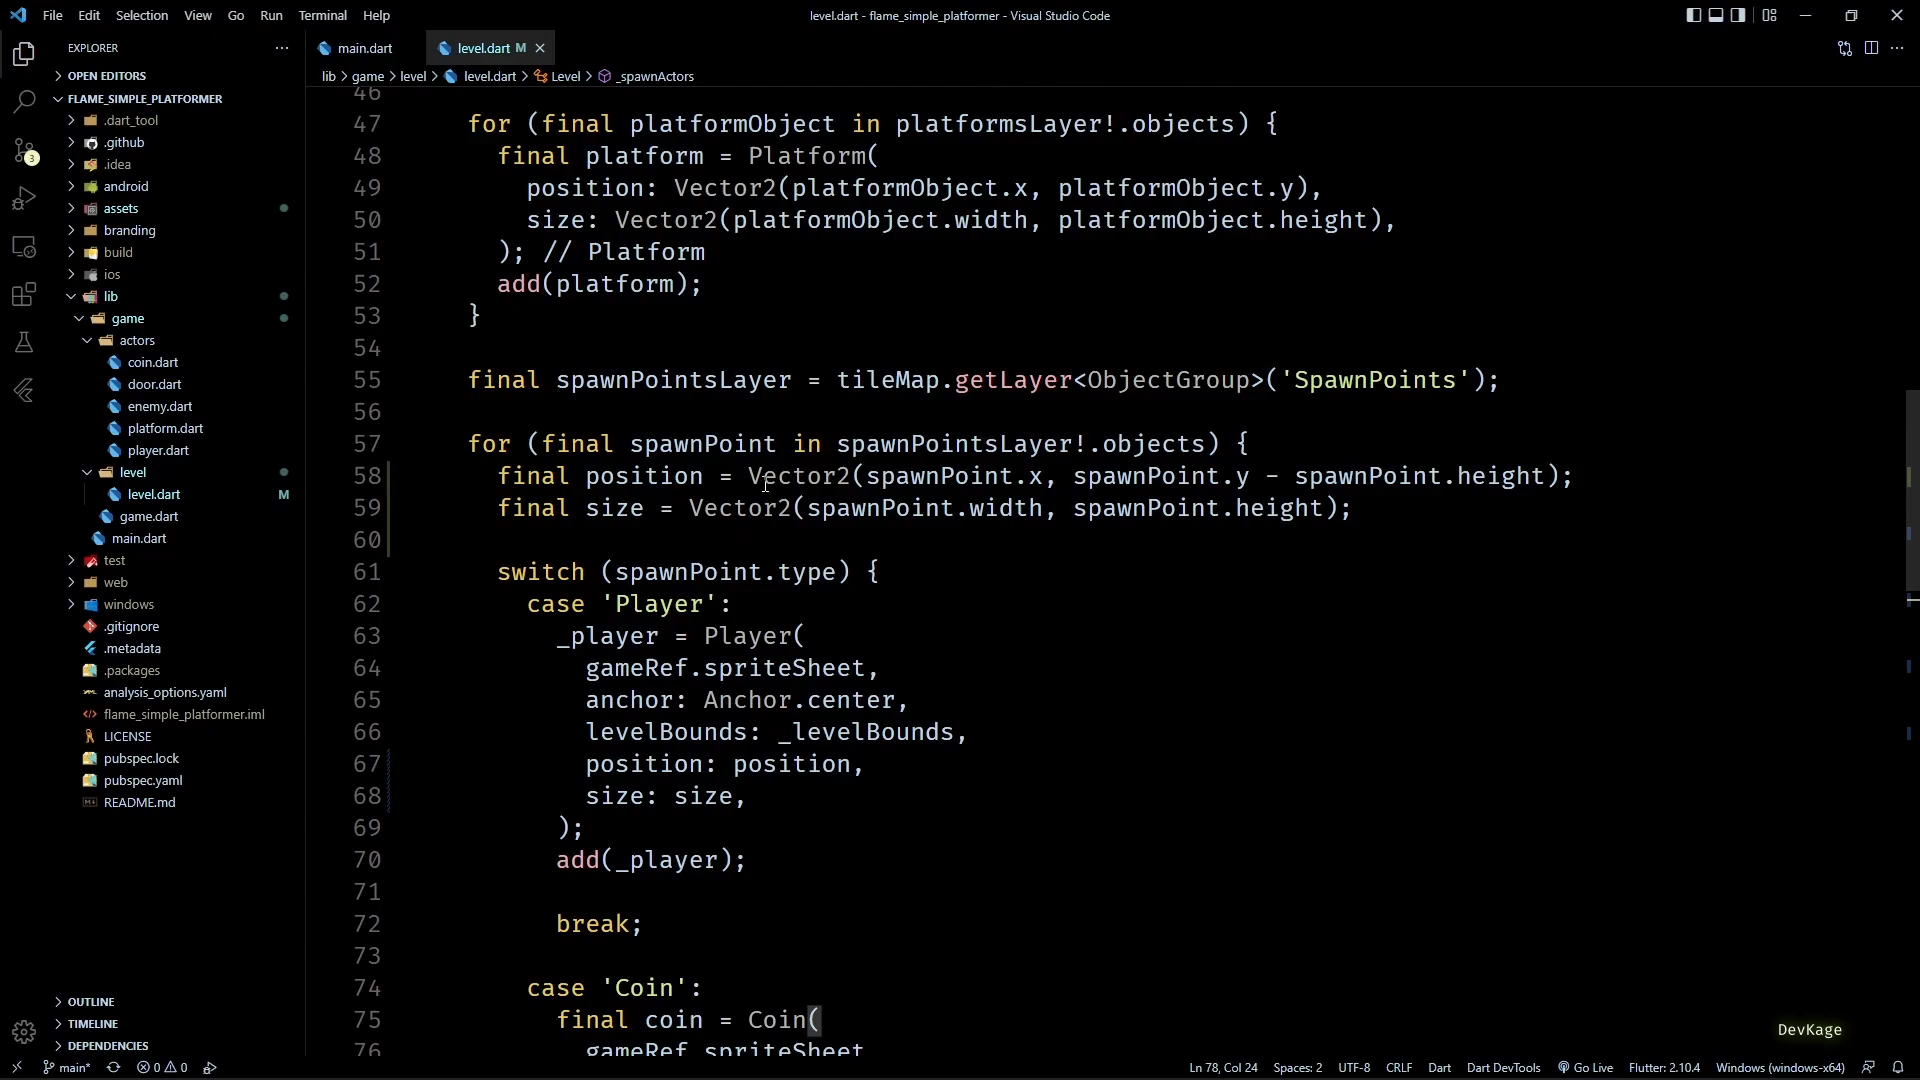 File Edit Selection View Go Run Terminal Help
level.dart - flame_simple_platformer - Visual Studio Code
EXPLORER
OPEN EDITORS
FLAME_SIMPLE_PLATFORMER
.dart_tool
.github
.idea
android
assets
branding
build
ios
lib
game
actors
coin.dart
door.dart
enemy.dart
platform.dart
player.dart
level
level.dart M
game.dart
main.dart
test
web
windows
.gitignore
.metadata
.packages
analysis_options.yaml
flame_simple_platformer.iml
LICENSE
pubspec.lock
pubspec.yaml
README.md
OUTLINE
TIMELINE
DEPENDENCIES
3
main.dart level.dart M
lib > game > level > level.dart > Level > _spawnActors
46
47 for (final platformObject in platformsLayer!.objects) {
48 final platform = Platform(
49 position: Vector2(platformObject.x, platformObject.y),
50 size: Vector2(platformObject.width, platformObject.height),
51 ); // Platform
52 add(platform);
53 }
54
55 final spawnPointsLayer = tileMap.getLayer<ObjectGroup>('SpawnPoints');
56
57 for (final spawnPoint in spawnPointsLayer!.objects) {
58 final position = Vector2(spawnPoint.x, spawnPoint.y - spawnPoint.height);
59 final size = Vector2(spawnPoint.width, spawnPoint.height);
60
61 switch (spawnPoint.type) {
62 case 'Player':
63 _player = Player(
64 gameRef.spriteSheet,
65 anchor: Anchor.center,
66 levelBounds: _levelBounds,
67 position: position,
68 size: size,
69 );
70 add(_player);
71
72 break;
73
74 case 'Coin':
75 final coin = Coin(
76 gameRef.spriteSheet
DevKage
main* 0 0
Ln 78, Col 24 Spaces: 2 UTF-8 CRLF Dart Dart DevTools Go Live Flutter: 2.10.4 Windows (windows-x64)